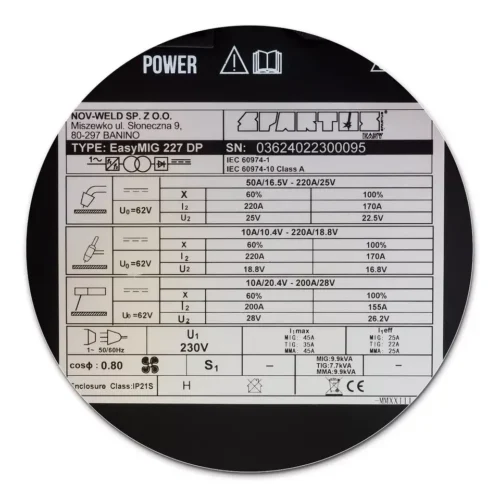 POWER
NOV-WELD SP. Z O.O.
Miszewko ul. Słoneczna 9,
80-297 BANINO
SPARTUS
EASY
TYPE: EasyMIG 227 DP
SN: 03624022300095
1~
IEC 60974-1
IEC 60974-10 Class A
50A/16.5V - 220A/25V
X 60% 100%
U₀=62V I₂ 220A 170A
U₂ 25V 22.5V
10A/10.4V - 220A/18.8V
X 60% 100%
U₀=62V I₂ 220A 170A
U₂ 18.8V 16.8V
10A/20.4V - 200A/28V
X 60% 100%
U₀=62V I₂ 200A 155A
U₂ 28V 26.2V
1~ 50/60Hz
U₁
230V
I₁max
MIG: 45A
TIG: 35A
MMA: 45A
I₁eff
MIG: 25A
TIG: 22A
MMA: 25A
cosϕ: 0.80
S₁
–
MIG:9.9kVA
TIG:7.7kVA
MMA:9.9kVA
–
Enclosure Class:IP21S
H
–
CE